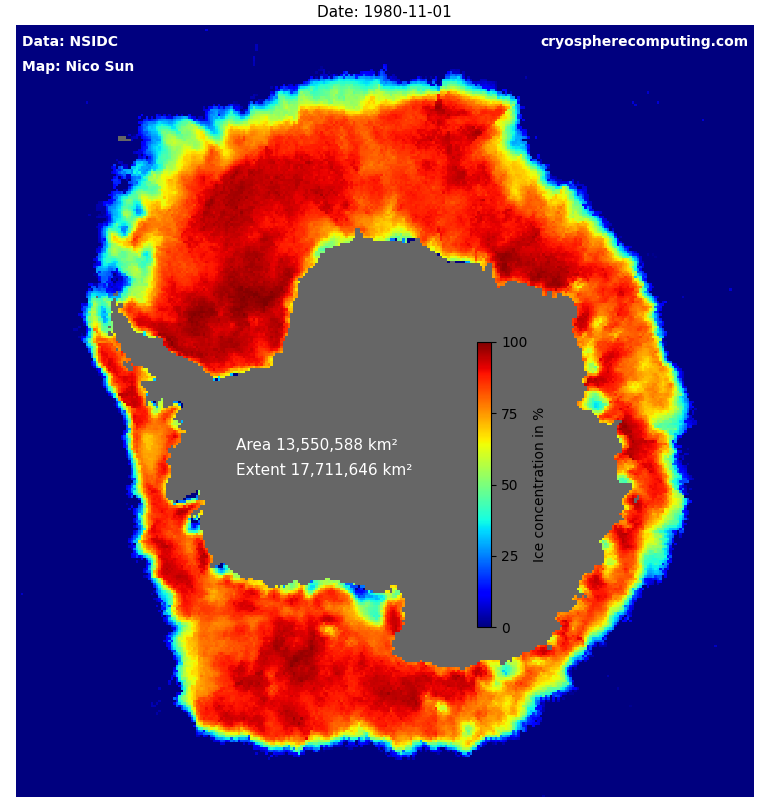 Date: 1980-11-01
Data: NSIDC
cryospherecomputing.com
Map: Nico Sun
100
75
50
25
0
Ice concentration in %
Area 13,550,588 km²
Extent 17,711,646 km²